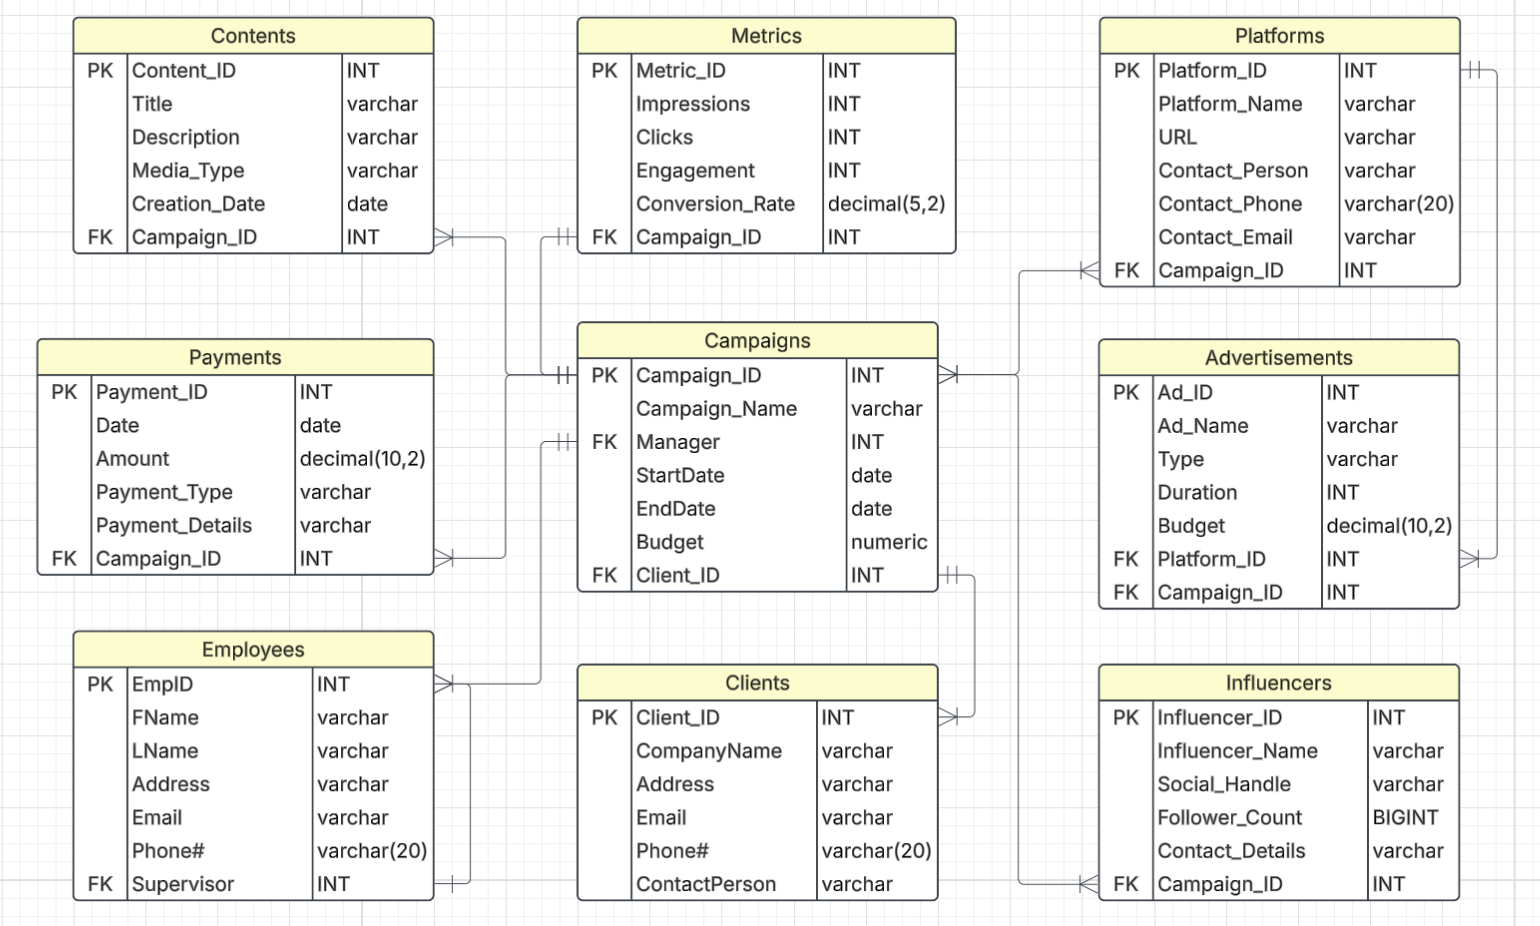 Contents
PK Content_ID INT
Title varchar
Description varchar
Media_Type varchar
Creation_Date date
FK Campaign_ID INT
Metrics
PK Metric_ID INT
Impressions INT
Clicks INT
Engagement INT
Conversion_Rate decimal(5,2)
FK Campaign_ID INT
Platforms
PK Platform_ID INT
Platform_Name varchar
URL varchar
Contact_Person varchar
Contact_Phone varchar(20)
Contact_Email varchar
FK Campaign_ID INT
Payments
PK Payment_ID INT
Date date
Amount decimal(10,2)
Payment_Type varchar
Payment_Details varchar
FK Campaign_ID INT
Campaigns
PK Campaign_ID INT
Campaign_Name varchar
FK Manager INT
StartDate date
EndDate date
Budget numeric
FK Client_ID INT
Advertisements
PK Ad_ID INT
Ad_Name varchar
Type varchar
Duration INT
Budget decimal(10,2)
FK Platform_ID INT
FK Campaign_ID INT
Employees
PK EmpID INT
FName varchar
LName varchar
Address varchar
Email varchar
Phone# varchar(20)
FK Supervisor INT
Clients
PK Client_ID INT
CompanyName varchar
Address varchar
Email varchar
Phone# varchar(20)
ContactPerson varchar
Influencers
PK Influencer_ID INT
Influencer_Name varchar
Social_Handle varchar
Follower_Count BIGINT
Contact_Details varchar
FK Campaign_ID INT